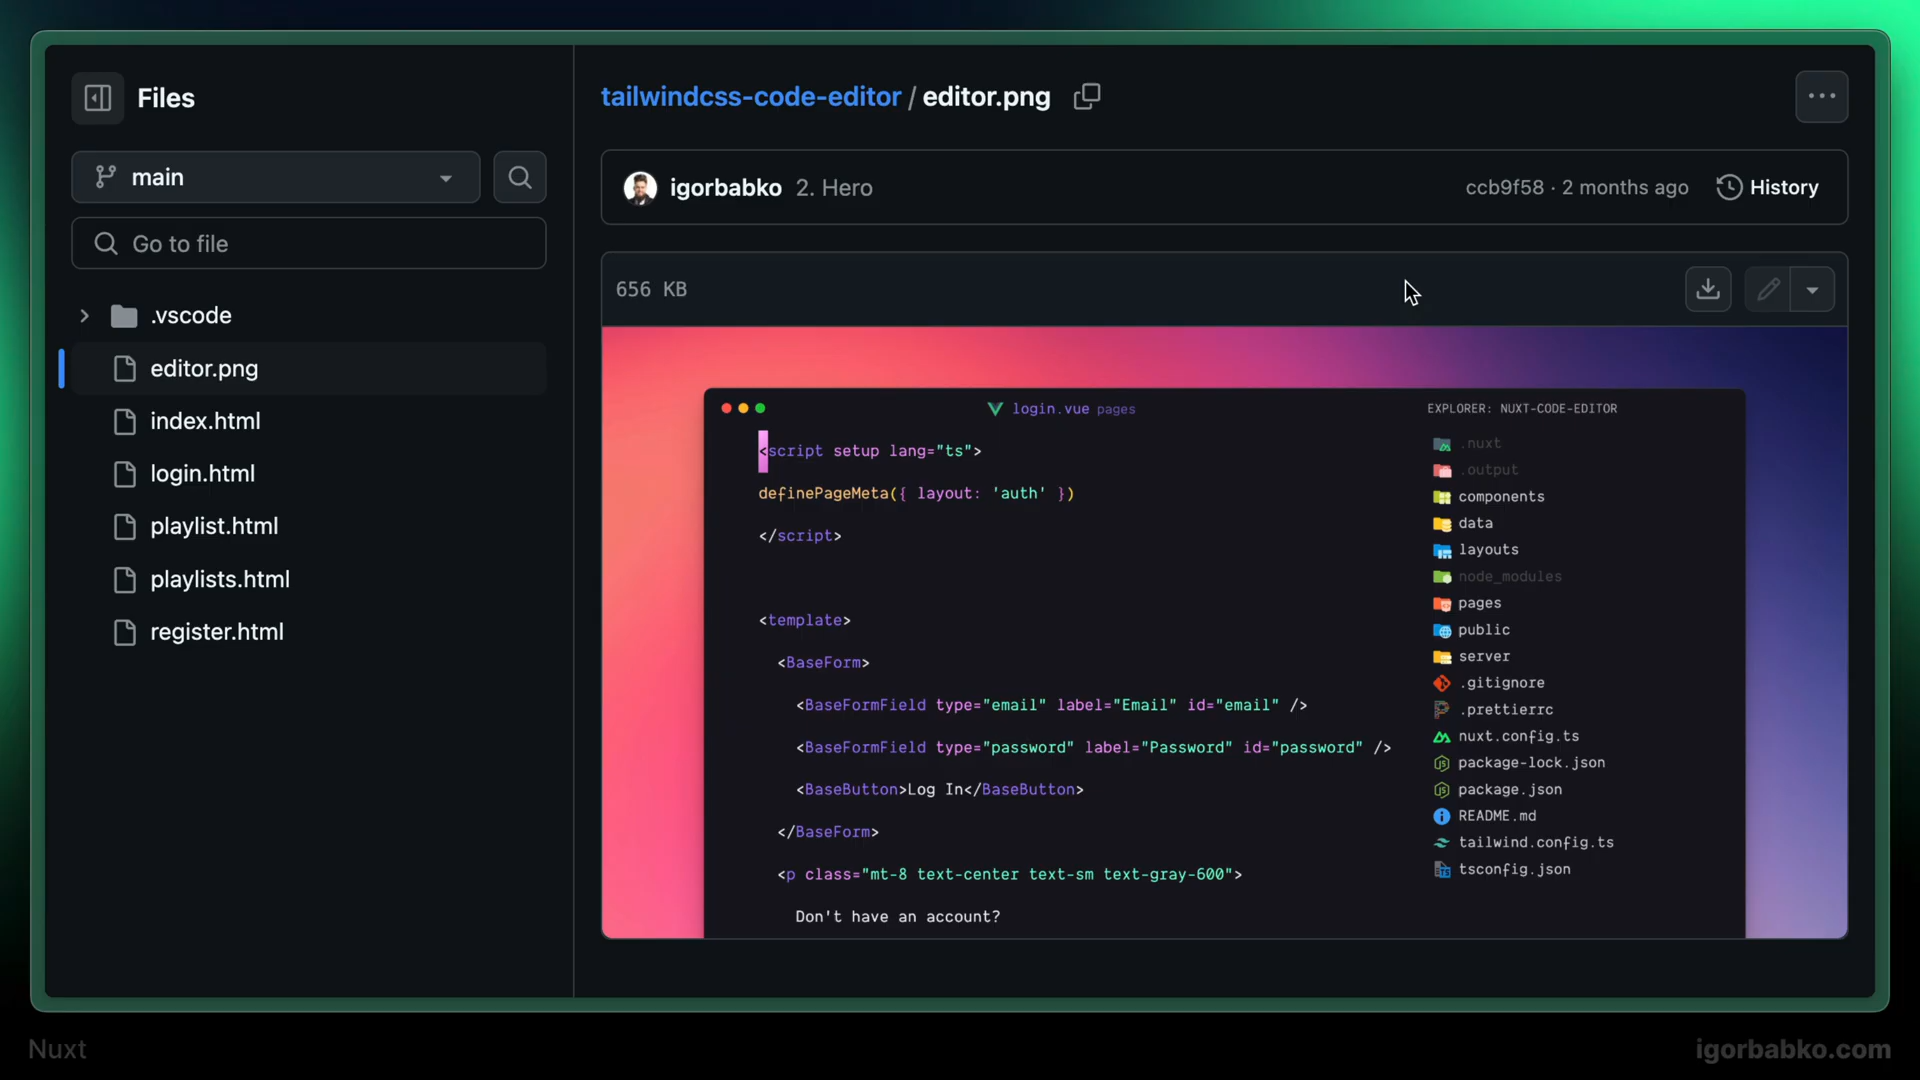 Files
main
Go to file
.vscode
editor.png
index.html
login.html
playlist.html
playlists.html
register.html
tailwindcss-code-editor / editor.png
igorbabko 2. Hero
ccb9f58 · 2 months ago
History
656 KB
login.vue pages
<script setup lang="ts">
definePageMeta({ layout: 'auth' })
</script>
<template>
<BaseForm>
<BaseFormField type="email" label="Email" id="email" />
<BaseFormField type="password" label="Password" id="password" />
<BaseButton>Log In</BaseButton>
</BaseForm>
<p class="mt-8 text-center text-sm text-gray-600">
Don't have an account?
EXPLORER: NUXT-CODE-EDITOR
.nuxt
.output
components
data
layouts
node_modules
pages
public
server
.gitignore
.prettierrc
nuxt.config.ts
package-lock.json
package.json
README.md
tailwind.config.ts
tsconfig.json
Nuxt
igorbabko.com